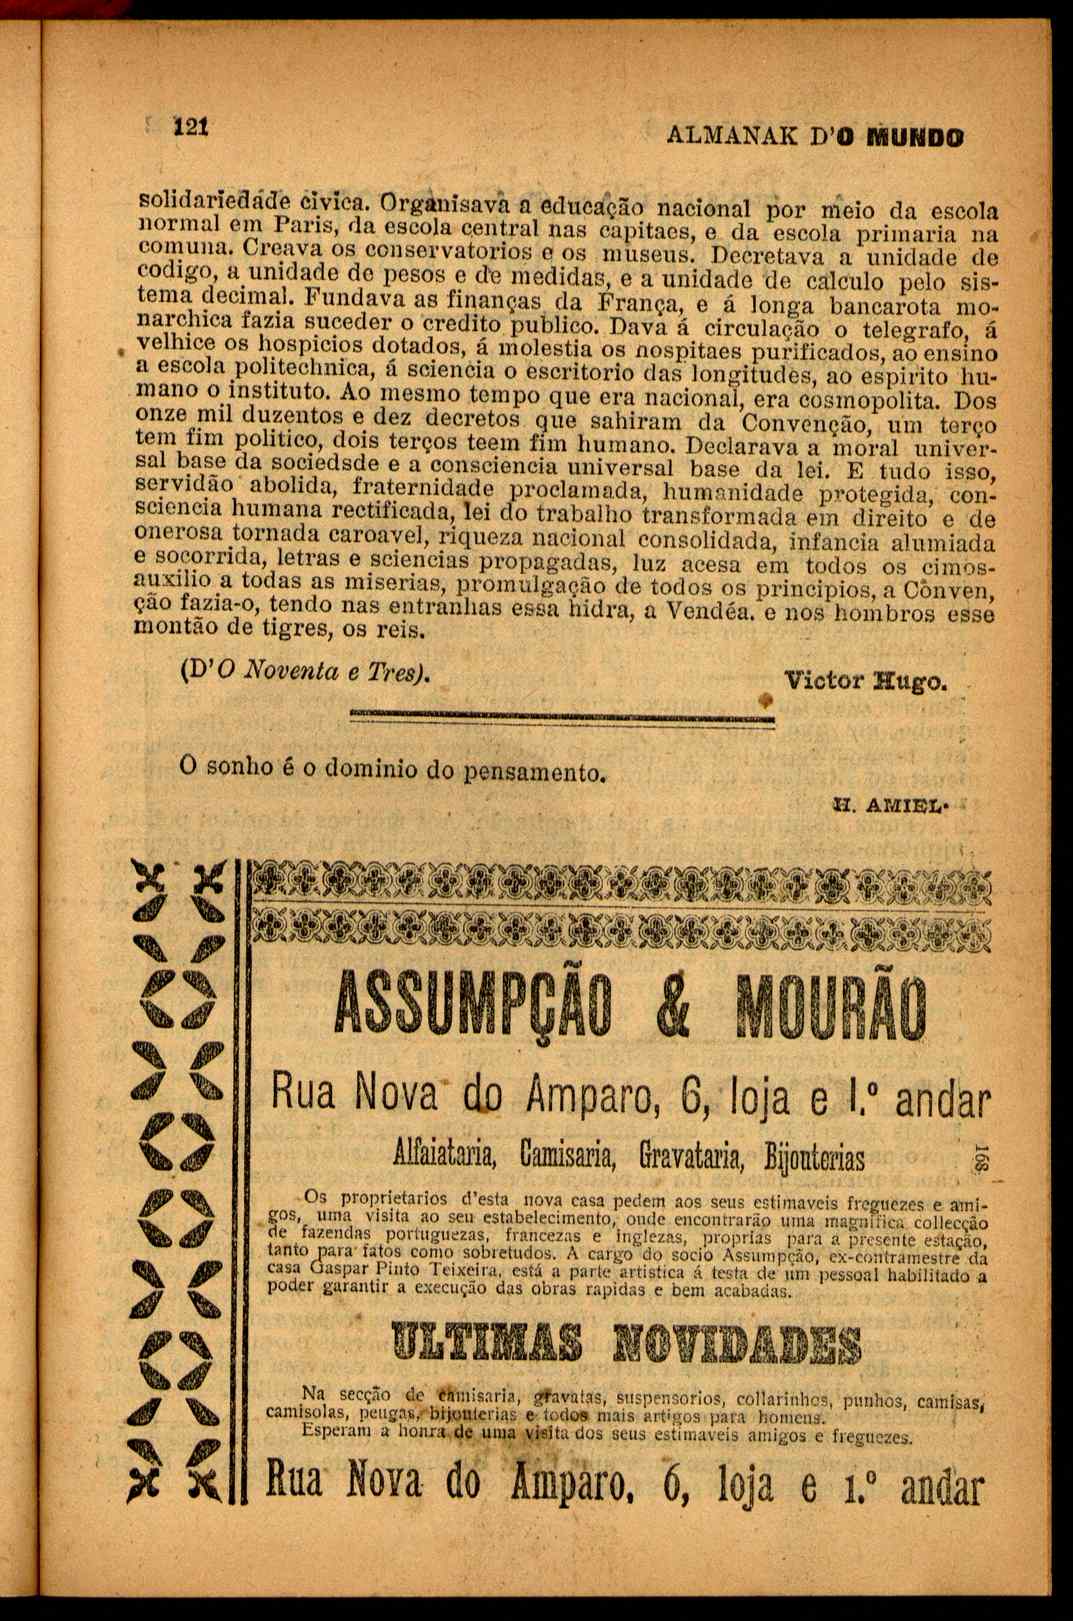 121
ALMANAK D'O MUNDO
solidariedade civica. Organisava a educação nacional por meio da escola
normal em Paris, da escola central nas capitaes, e da escola primaria na
comuna. Creava os conservatorios e os museus. Decretava a unidade de
codigo, a unidade de pesos e de medidas, e a unidade de calculo pelo sis-
tema decimal. Fundava as finanças da França, e á longa bancarota mo-
narchica fazia suceder o credito publico. Dava á circulação o telegrafo, á
velhice os hospicios dotados, á molestia os hospitaes purificados, ao ensino
a escola politechnica, á sciencia o escritorio das longitudes, ao espirito hu-
mano o instituto. Ao mesmo tempo que era nacional, era cosmopolita. Dos
onze mil duzentos e dez decretos que sahiram da Convenção, um terço
tem fim politico, dois terços teem fim humano. Declarava a moral univer-
sal base da sociedsde e a consciencia universal base da lei. E tudo isso,
servidão abolida, fraternidade proclamada, humanidade protegida, con-
sciencia humana rectificada, lei do trabalho transformada em direito e de
onerosa tornada caroavel, riqueza nacional consolidada, infancia alumiada
e socorrida, letras e sciencias propagadas, luz acesa em todos os cimos-
auxilio a todas as miserias, promulgação de todos os principios, a Conven,
ção fazia-o, tendo nas entranhas essa hidra, a Vendéa. e nos hombros esse
montão de tigres, os reis.
(D'O Noventa e Tres).
Victor Hugo.
O sonho é o dominio do pensamento.
H. AMIEL.
ASSUMPÇÃO & MOURÃO
Rua Nova do Amparo, 6, loja e 1.º andar
Alfaiataria, Camisaria, Gravataria, Bijouterias
168
Os proprietarios d'esta nova casa pedem aos seus estimaveis freguezes e ami-
gos, uma visita ao seu estabelecimento, onde encontrarão uma magnifica collecção
de fazendas portuguezas, francezas e inglezas, proprias para a presente estação,
tanto para fatos como sobretudos. A cargo do socio Assumpção, ex-contramestre da
casa Gaspar Pinto Teixeira, está a parte artistica á testa de um pessoal habilitado a
poder garantir a execução das obras rapidas e bem acabadas.
ULTIMAS NOVIDADES
Na secção de camisaria, gravatas, suspensorios, collarinhos, punhos, camisas,
camisolas, peugas, bijouterias e todos mais artigos para homens.
Esperam a honra de uma visita dos seus estimaveis amigos e freguezes.
Rua Nova do Amparo, 6, loja e 1.º andar